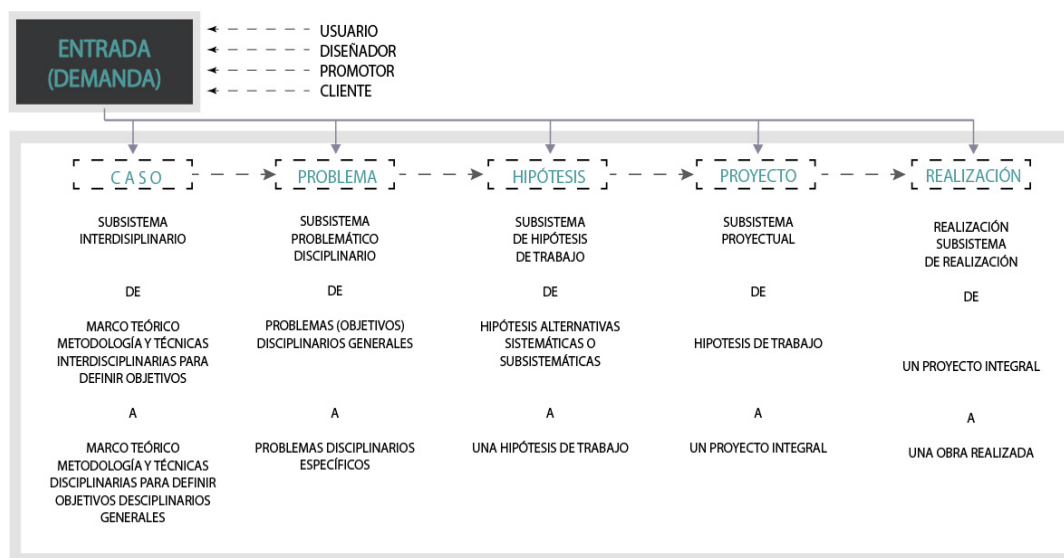 ENTRADA
(DEMANDA)
USUARIO
DISEÑADOR
PROMOTOR
CLIENTE
C A S O
PROBLEMA
HIPÓTESIS
PROYECTO
REALIZACIÓN
SUBSISTEMA
INTERDISIPLINARIO
DE
MARCO TEÓRICO
METODOLOGÍA Y TÉCNICAS
INTERDISCIPLINARIAS PARA
DEFINIR OBJETIVOS
A
MARCO TEÓRICO
METODOLOGÍA Y TÉCNICAS
DISCIPLINARIAS PARA DEFINIR
OBJETIVOS DESCIPLINARIOS
GENERALES
SUBSISTEMA
PROBLEMÁTICO
DISCIPLINARIO
DE
PROBLEMAS (OBJETIVOS)
DISCIPLINARIOS GENERALES
A
PROBLEMAS DISCIPLINARIOS
ESPECÍFICOS
SUBSISTEMA
DE HIPÓTESIS
DE TRABAJO
DE
HIPÓTESIS ALTERNATIVAS
SISTEMÁTICAS O
SUBSISTEMÁTICAS
A
UNA HIPÓTESIS DE TRABAJO
SUBSISTEMA
PROYECTUAL
DE
HIPOTESIS DE TRABAJO
A
UN PROYECTO INTEGRAL
REALIZACIÓN
SUBSISTEMA
DE REALIZACIÓN
DE
UN PROYECTO INTEGRAL
A
UNA OBRA REALIZADA